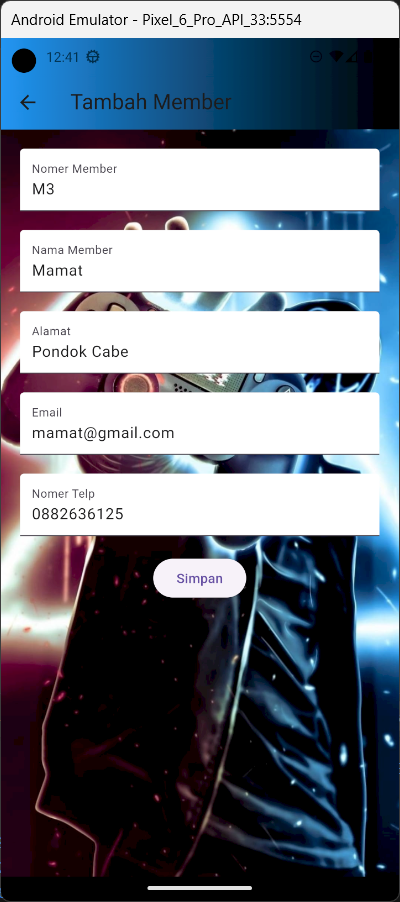 Android Emulator - Pixel_6_Pro_API_33:5554
12:41
Tambah Member
Nomer Member
M3
Nama Member
Mamat
Alamat
Pondok Cabe
Email
mamat@gmail.com
Nomer Telp
0882636125
Simpan